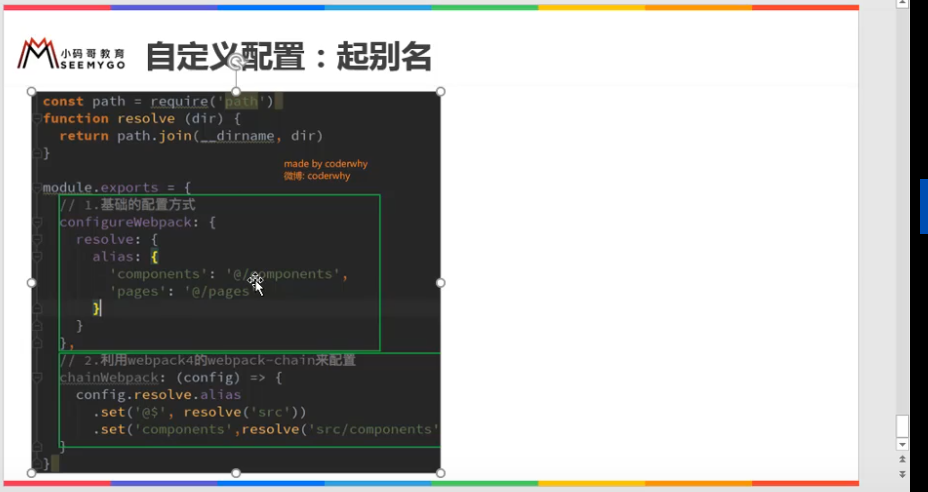 小码哥教育
SEEMYGO
自定义配置：起别名
const path = require('path')
function resolve (dir) {
return path.join(__dirname, dir)
}
made by coderwhy
微博: coderwhy
module.exports = {
// 1.基础的配置方式
configureWebpack: {
resolve: {
alias: {
'components': '@/components',
'pages': '@/pages'
}
}
},
// 2.利用webpack4的webpack-chain来配置
chainWebpack: (config) => {
config.resolve.alias
.set('@$', resolve('src'))
.set('components',resolve('src/components'
}
}